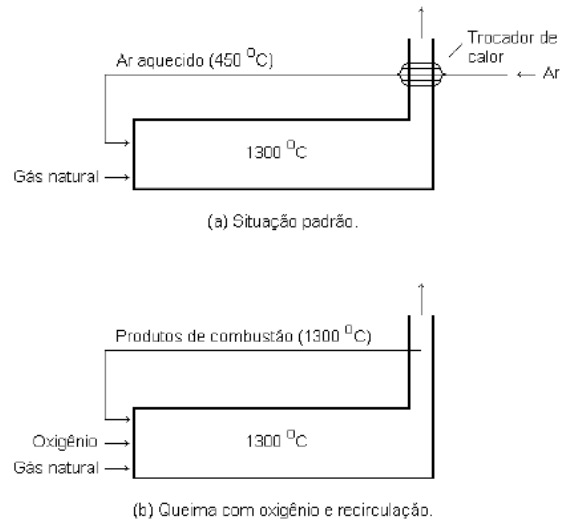 Trocador de
calor
Ar aquecido (450 ⁰C)
← Ar
1300 ⁰C
Gás natural
(a) Situação padrão.
Produtos de combustão (1300 ⁰C)
Oxigênio
1300 ⁰C
Gás natural
(b) Queima com oxigênio e recirculação.